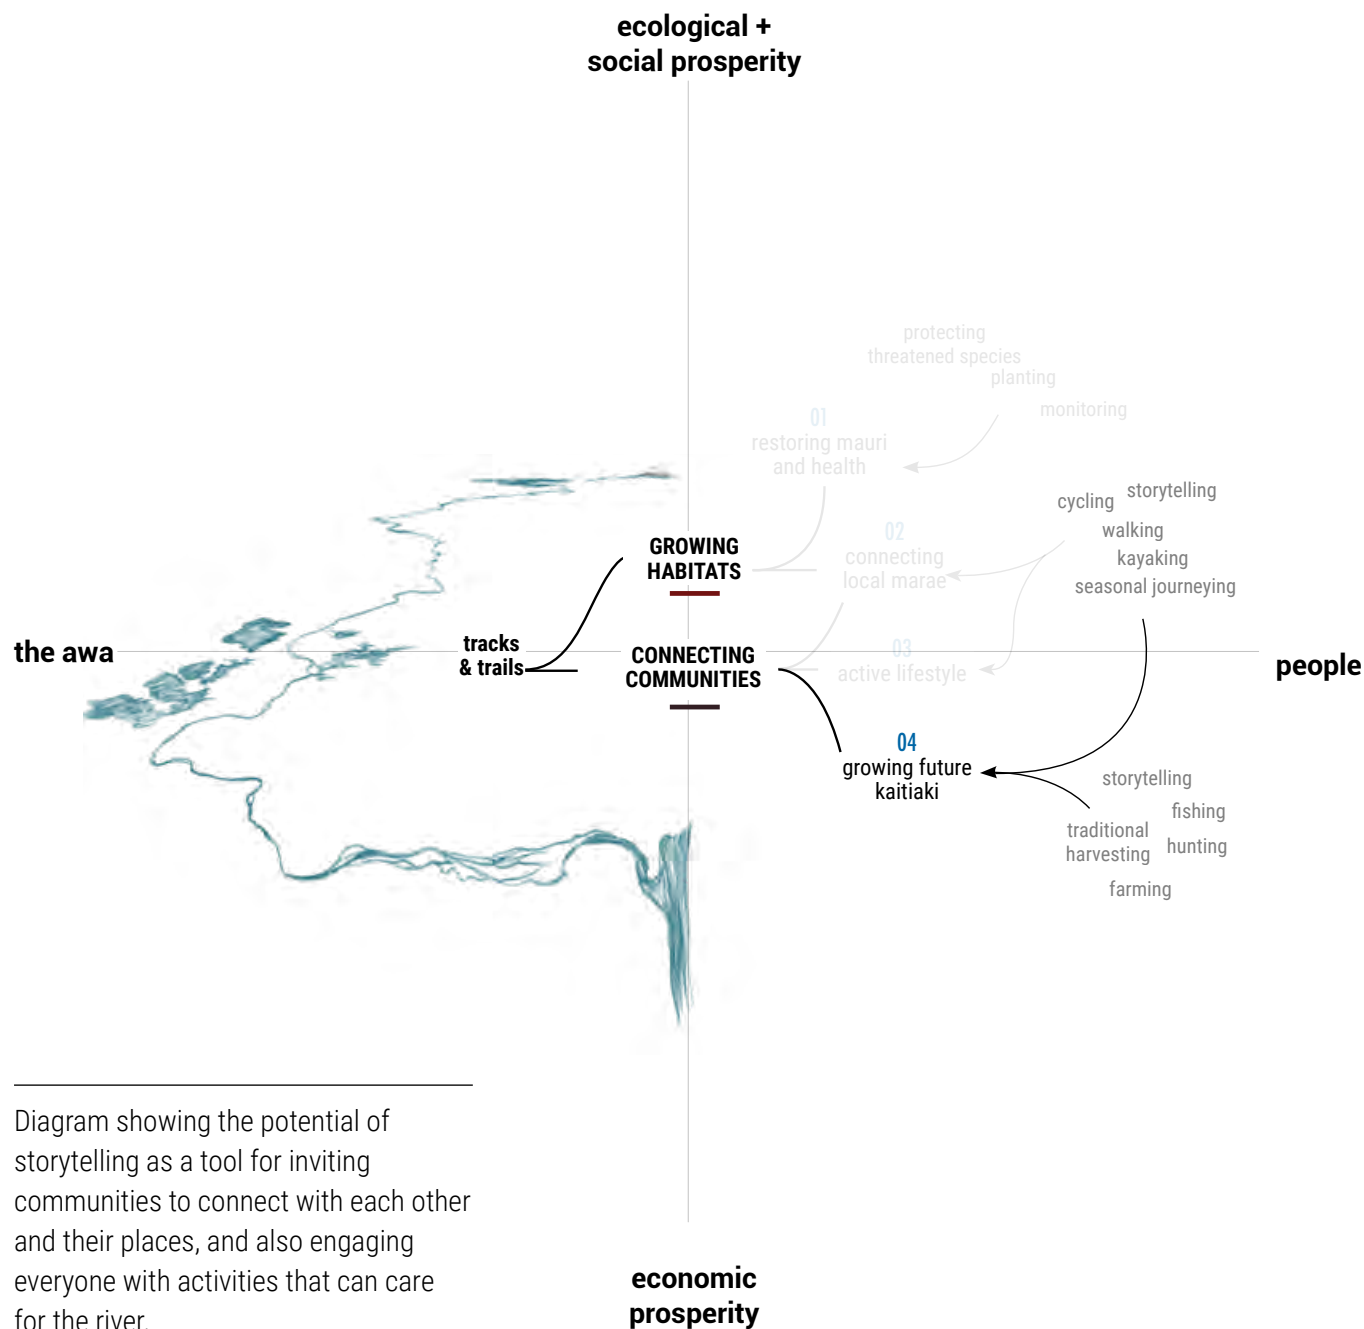 ecological +
social prosperity
protecting
threatened species
planting
monitoring
01
restoring mauri
and health
cycling
storytelling
walking
kayaking
seasonal journeying
02
connecting
local marae
GROWING
HABITATS
the awa
tracks
& trails
CONNECTING
COMMUNITIES
03
active lifestyle
people
04
growing future
kaitiaki
storytelling
fishing
traditional
harvesting
hunting
farming
Diagram showing the potential of
storytelling as a tool for inviting
communities to connect with each other
and their places, and also engaging
everyone with activities that can care
for the river.
economic
prosperity